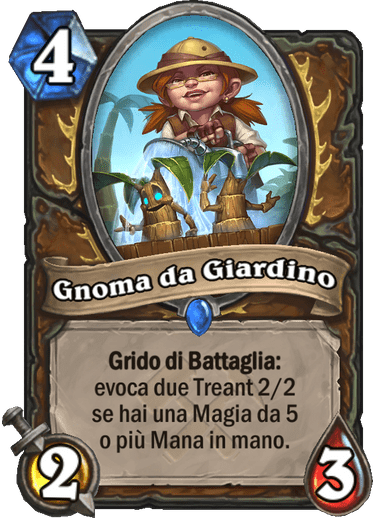 4
Gnoma da Giardino
Grido di Battaglia:
evoca due Treant 2/2
se hai una Magia da 5
o più Mana in mano.
2
3